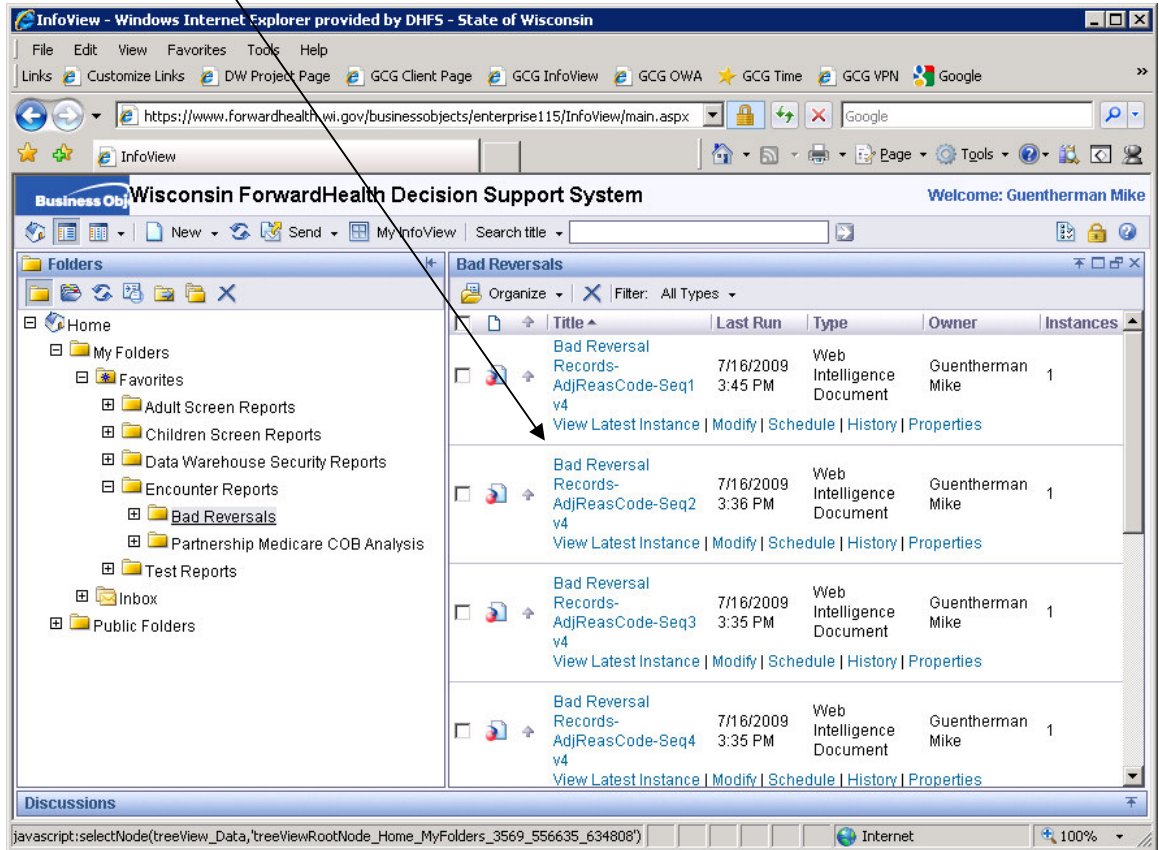 InfoView - Windows Internet Explorer provided by DHFS - State of Wisconsin
File Edit View Favorites Tools Help
Links Customize Links DW Project Page GCG Client Page GCG InfoView GCG OWA GCG Time GCG VPN Google »
https://www.forwardhealth.wi.gov/businessobjects/enterprise115/InfoView/main.aspx Google
InfoView Page Tools
Business Obj Wisconsin ForwardHealth Decision Support System Welcome: Guentherman Mike
New Send My InfoView Search title
Folders
Home
My Folders
Favorites
Adult Screen Reports
Children Screen Reports
Data Warehouse Security Reports
Encounter Reports
Bad Reversals
Partnership Medicare COB Analysis
Test Reports
Inbox
Public Folders
Bad Reversals
Organize Filter: All Types
Title Last Run Type Owner Instances
Bad Reversal Records-AdjReasCode-Seq1 v4 7/16/2009 3:45 PM Web Intelligence Document Guentherman Mike 1
View Latest Instance | Modify | Schedule | History | Properties
Bad Reversal Records-AdjReasCode-Seq2 v4 7/16/2009 3:36 PM Web Intelligence Document Guentherman Mike 1
View Latest Instance | Modify | Schedule | History | Properties
Bad Reversal Records-AdjReasCode-Seq3 v4 7/16/2009 3:35 PM Web Intelligence Document Guentherman Mike 1
View Latest Instance | Modify | Schedule | History | Properties
Bad Reversal Records-AdjReasCode-Seq4 v4 7/16/2009 3:35 PM Web Intelligence Document Guentherman Mike 1
View Latest Instance | Modify | Schedule | History | Properties
Discussions
javascript:selectNode(treeView_Data,'treeViewRootNode_Home_MyFolders_3569_556635_634808') Internet 100%